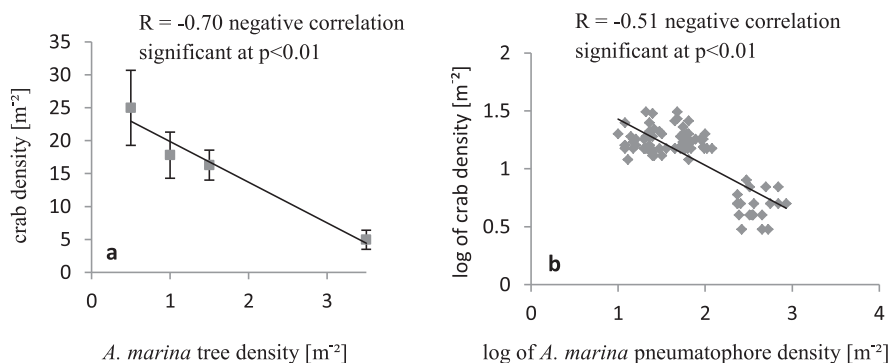 R = -0.70 negative correlation
significant at p<0.01
crab density [m⁻²]
35
30
25
20
15
10
5
0
a
0 1 2 3
A. marina tree density [m⁻²]
R = -0.51 negative correlation
significant at p<0.01
log of crab density [m⁻²]
2
1.5
1
0.5
0
b
0 1 2 3 4
log of A. marina pneumatophore density [m⁻²]